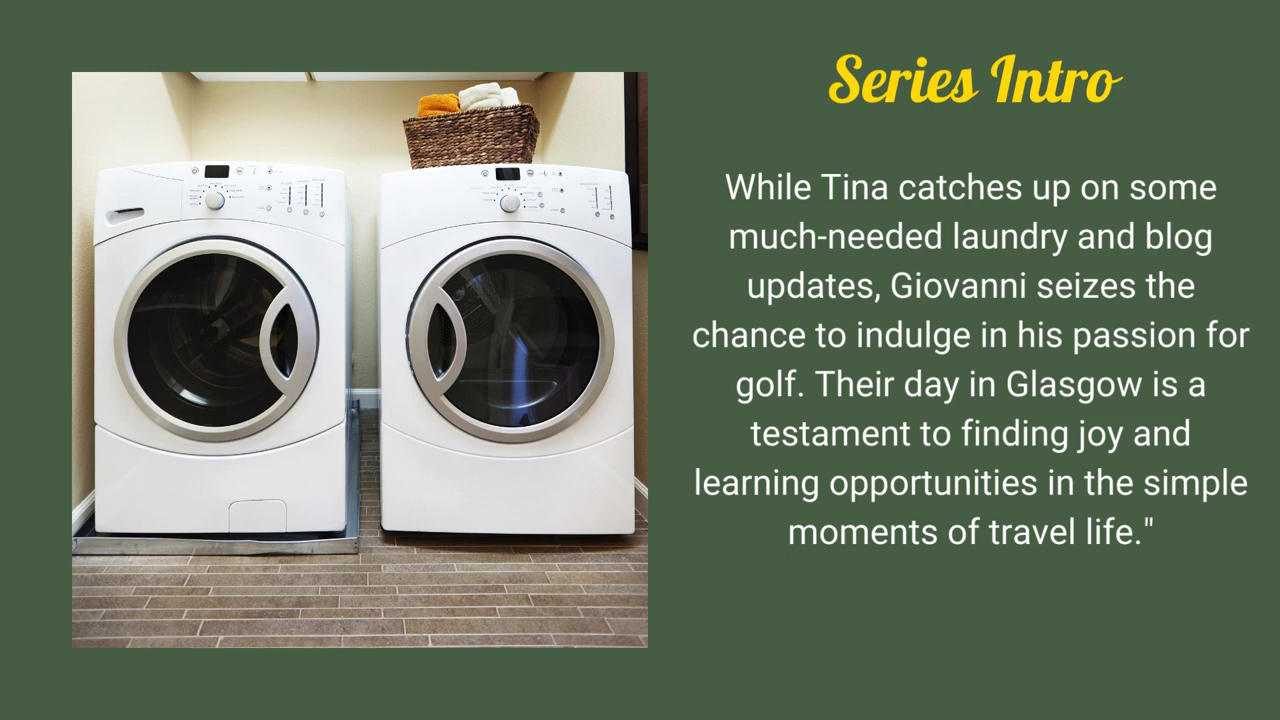 Series Intro
While Tina catches up on some
much-needed laundry and blog
updates, Giovanni seizes the
chance to indulge in his passion for
golf. Their day in Glasgow is a
testament to finding joy and
learning opportunities in the simple
moments of travel life."